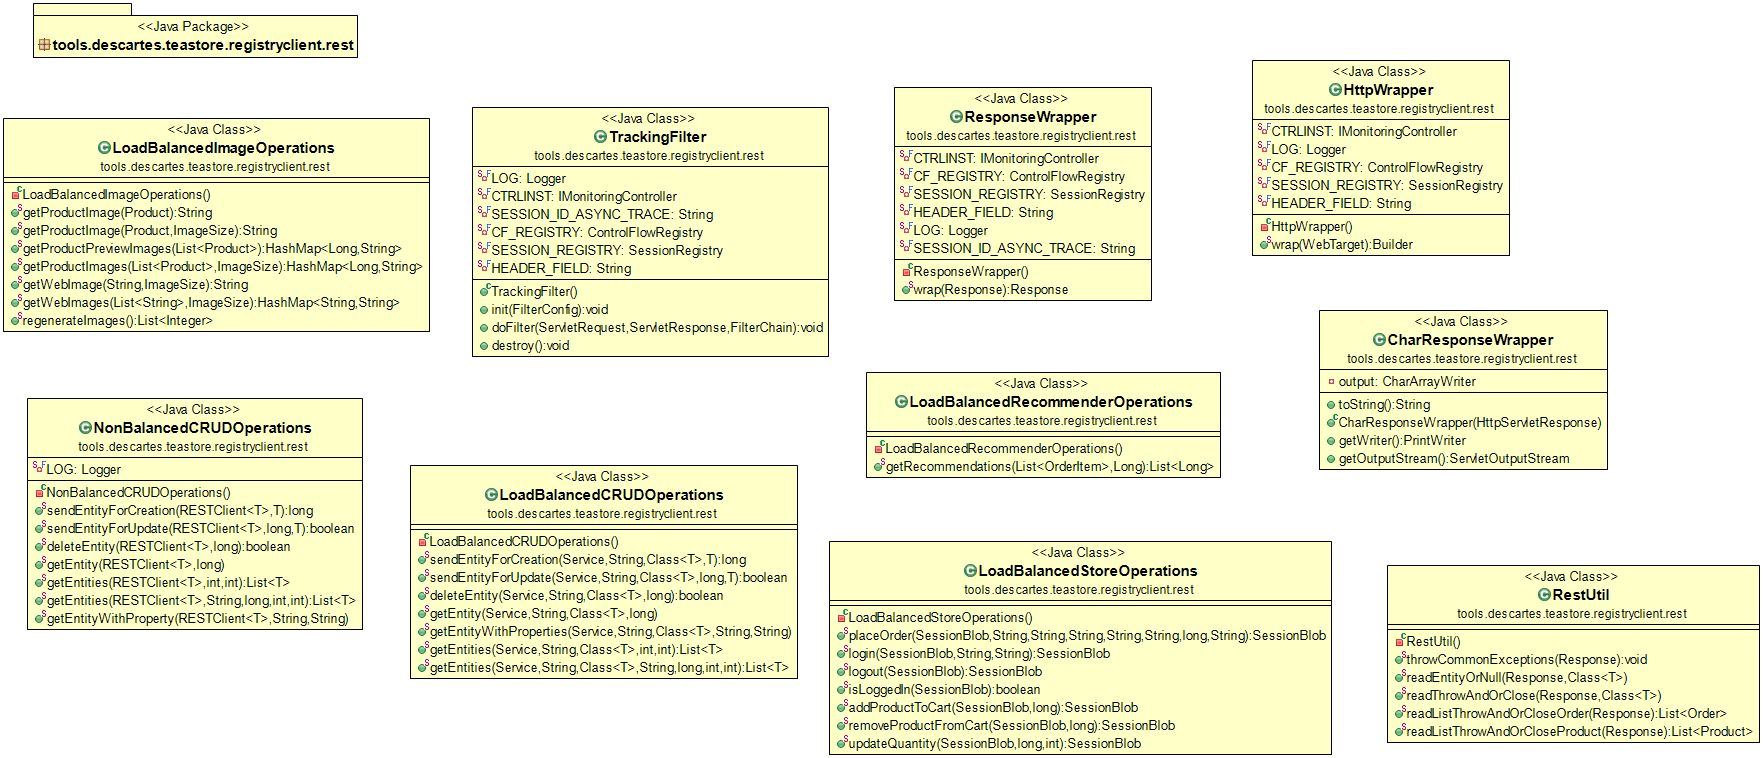 <<Java Package>>
tools.descartes.teastore.registryclient.rest
<<Java Class>>
LoadBalancedImageOperations
tools.descartes.teastore.registryclient.rest
LoadBalancedImageOperations()
getProductImage(Product):String
getProductImage(Product,ImageSize):String
getProductPreviewImages(List<Product>):HashMap<Long,String>
getProductImages(List<Product>,ImageSize):HashMap<Long,String>
getWebImage(String,ImageSize):String
getWebImages(List<String>,ImageSize):HashMap<String,String>
regenerateImages():List<Integer>
<<Java Class>>
TrackingFilter
tools.descartes.teastore.registryclient.rest
LOG: Logger
CTRLINST: IMonitoringController
SESSION_ID_ASYNC_TRACE: String
CF_REGISTRY: ControlFlowRegistry
SESSION_REGISTRY: SessionRegistry
HEADER_FIELD: String
TrackingFilter()
init(FilterConfig):void
doFilter(ServletRequest,ServletResponse,FilterChain):void
destroy():void
<<Java Class>>
ResponseWrapper
tools.descartes.teastore.registryclient.rest
CTRLINST: IMonitoringController
CF_REGISTRY: ControlFlowRegistry
SESSION_REGISTRY: SessionRegistry
HEADER_FIELD: String
LOG: Logger
SESSION_ID_ASYNC_TRACE: String
ResponseWrapper()
wrap(Response):Response
<<Java Class>>
HttpWrapper
tools.descartes.teastore.registryclient.rest
CTRLINST: IMonitoringController
LOG: Logger
CF_REGISTRY: ControlFlowRegistry
SESSION_REGISTRY: SessionRegistry
HEADER_FIELD: String
HttpWrapper()
wrap(WebTarget):Builder
<<Java Class>>
CharResponseWrapper
tools.descartes.teastore.registryclient.rest
output: CharArrayWriter
toString():String
CharResponseWrapper(HttpServletResponse)
getWriter():PrintWriter
getOutputStream():ServletOutputStream
<<Java Class>>
NonBalancedCRUDOperations
tools.descartes.teastore.registryclient.rest
LOG: Logger
NonBalancedCRUDOperations()
sendEntityForCreation(RESTClient<T>,T):long
sendEntityForUpdate(RESTClient<T>,long,T):boolean
deleteEntity(RESTClient<T>,long):boolean
getEntity(RESTClient<T>,long)
getEntities(RESTClient<T>,int,int):List<T>
getEntities(RESTClient<T>,String,long,int,int):List<T>
getEntityWithProperty(RESTClient<T>,String,String)
<<Java Class>>
LoadBalancedCRUDOperations
tools.descartes.teastore.registryclient.rest
LoadBalancedCRUDOperations()
sendEntityForCreation(Service,String,Class<T>,T):long
sendEntityForUpdate(Service,String,Class<T>,long,T):boolean
deleteEntity(Service,String,Class<T>,long):boolean
getEntity(Service,String,Class<T>,long)
getEntityWithProperties(Service,String,Class<T>,String,String)
getEntities(Service,String,Class<T>,int,int):List<T>
getEntities(Service,String,Class<T>,String,long,int,int):List<T>
<<Java Class>>
LoadBalancedRecommenderOperations
tools.descartes.teastore.registryclient.rest
LoadBalancedRecommenderOperations()
getRecommendations(List<OrderItem>,Long):List<Long>
<<Java Class>>
LoadBalancedStoreOperations
tools.descartes.teastore.registryclient.rest
LoadBalancedStoreOperations()
placeOrder(SessionBlob,String,String,String,String,String,long,String):SessionBlob
login(SessionBlob,String,String):SessionBlob
logout(SessionBlob):SessionBlob
isLoggedIn(SessionBlob):boolean
addProductToCart(SessionBlob,long):SessionBlob
removeProductFromCart(SessionBlob,long):SessionBlob
updateQuantity(SessionBlob,long,int):SessionBlob
<<Java Class>>
RestUtil
tools.descartes.teastore.registryclient.rest
RestUtil()
throwCommonExceptions(Response):void
readEntityOrNull(Response,Class<T>)
readThrowAndOrClose(Response,Class<T>)
readListThrowAndOrCloseOrder(Response):List<Order>
readListThrowAndOrCloseProduct(Response):List<Product>